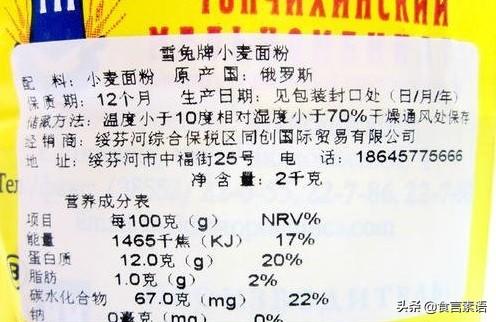 ТОПЧИХИНСКИЙ
雪兔牌小麦面粉
配 料：小麦面粉 原 产 国：俄罗斯
保 质 期：12个月 生 产 日 期：见包装封口处（日/月/年）
储藏方法：温度小于10度相对湿度小于70%干燥通风处保存
经 销 商：绥芬河综合保税区同创国际贸易有限公司
地 址：绥芬河市中福街25号 电 话：18645775666
净 含 量：2千克
营养成分表
项目 每100克（g） NRV%
能量 1465千焦（KJ） 17%
蛋白质 12.0克（g） 20%
脂肪 1.0克（g） 2%
碳水化合物 67.0克（mg） 22%
钠 0毫克（mg） 0%
头条 @食言素语